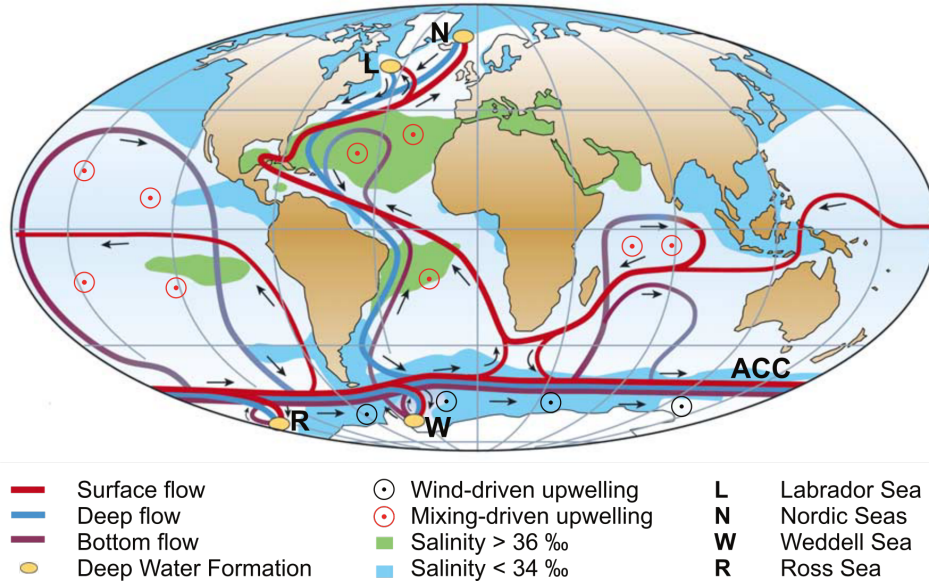 N
L
ACC
R
W
Surface flow
Deep flow
Bottom flow
Deep Water Formation
Wind-driven upwelling
Mixing-driven upwelling
Salinity > 36 ‰
Salinity < 34 ‰
L Labrador Sea
N Nordic Seas
W Weddell Sea
R Ross Sea